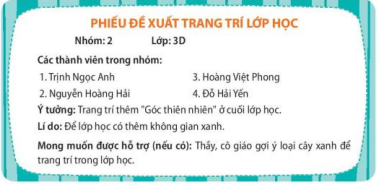 PHIẾU ĐỀ XUẤT TRANG TRÍ LỚP HỌC
Nhóm: 2 Lớp: 3D
Các thành viên trong nhóm:
1. Trịnh Ngọc Anh 3. Hoàng Việt Phong
2. Nguyễn Hoàng Hải 4. Đỗ Hải Yến
Ý tưởng: Trang trí thêm "Góc thiên nhiên" ở cuối lớp học.
Lí do: Để lớp học có thêm không gian xanh.
Mong muốn được hỗ trợ (nếu có): Thầy, cô giáo gợi ý loại cây xanh để
trang trí trong lớp học.